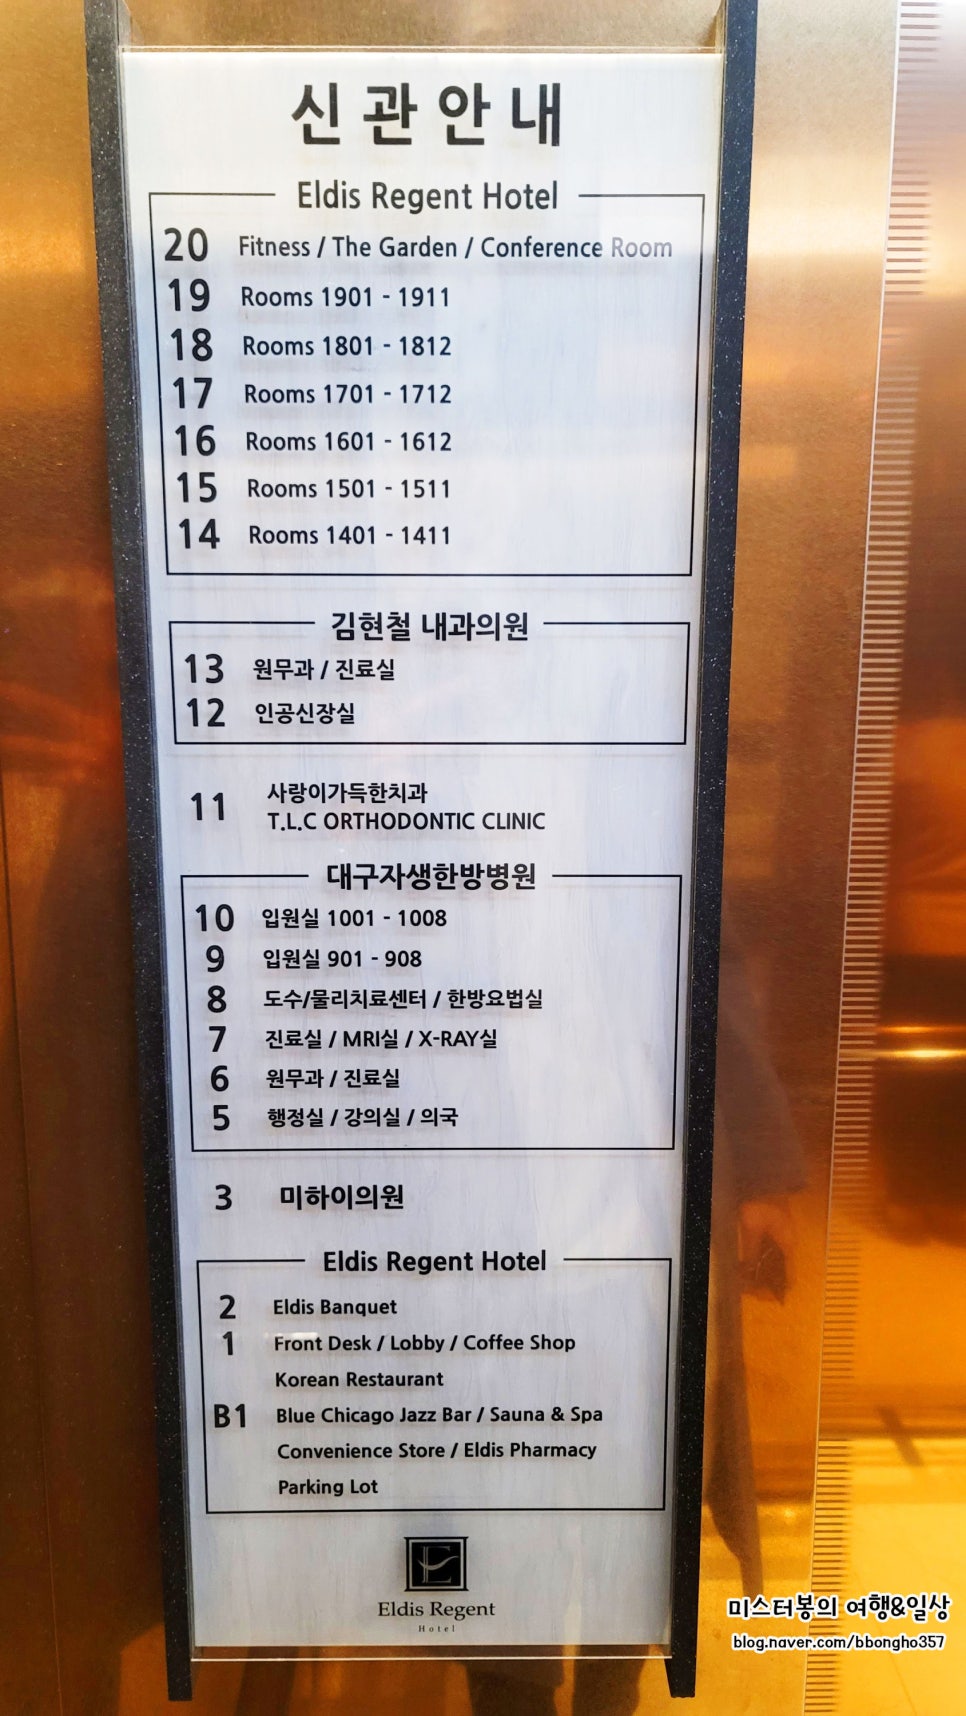 신관안내
Eldis Regent Hotel
20 Fitness / The Garden / Conference Room
19 Rooms 1901 - 1911
18 Rooms 1801 - 1812
17 Rooms 1701 - 1712
16 Rooms 1601 - 1612
15 Rooms 1501 - 1511
14 Rooms 1401 - 1411
김현철 내과의원
13 원무과 / 진료실
12 인공신장실
11 사랑이가득한치과
T.L.C ORTHODONTIC CLINIC
대구자생한방병원
10 입원실 1001 - 1008
9 입원실 901 - 908
8 도수/물리치료센터 / 한방요법실
7 진료실 / MRI실 / X-RAY실
6 원무과 / 진료실
5 행정실 / 강의실 / 의국
3 미하이의원
Eldis Regent Hotel
2 Eldis Banquet
1 Front Desk / Lobby / Coffee Shop
Korean Restaurant
B1 Blue Chicago Jazz Bar / Sauna & Spa
Convenience Store / Eldis Pharmacy
Parking Lot
E
Eldis Regent
Hotel
미스터봉의 여행&일상
blog.naver.com/bbongho357